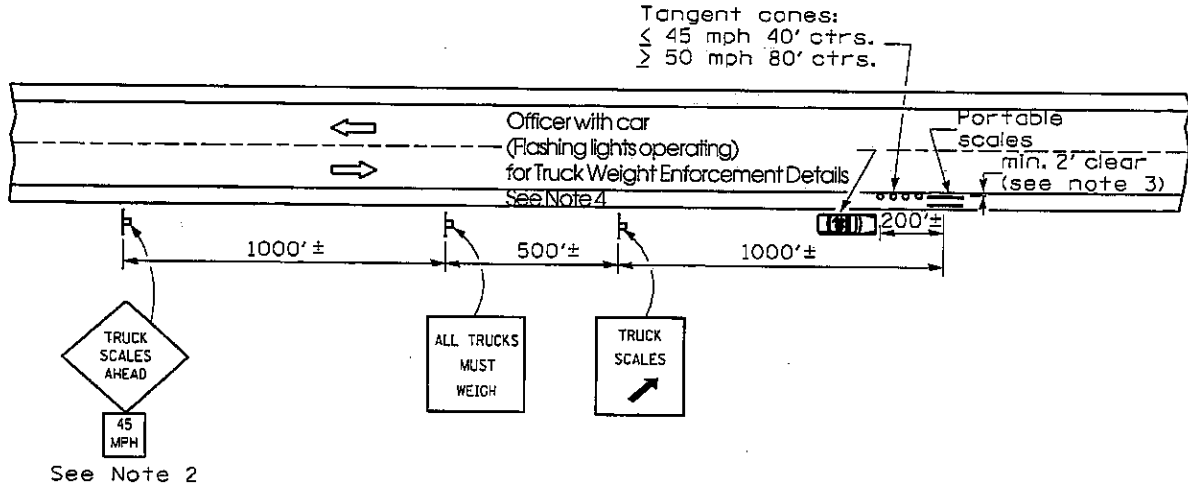 Tangent cones:
≤ 45 mph 40' ctrs.
≥ 50 mph 80' ctrs.
Officer with car
(Flashing lights operating)
for Truck Weight Enforcement Details
See Note 4
Portable
scales
min. 2' clear
(see note 3)
200'±
1000'±
500'±
1000'±
TRUCK
SCALES
AHEAD
45
MPH
See Note 2
ALL TRUCKS
MUST
WEIGH
TRUCK
SCALES